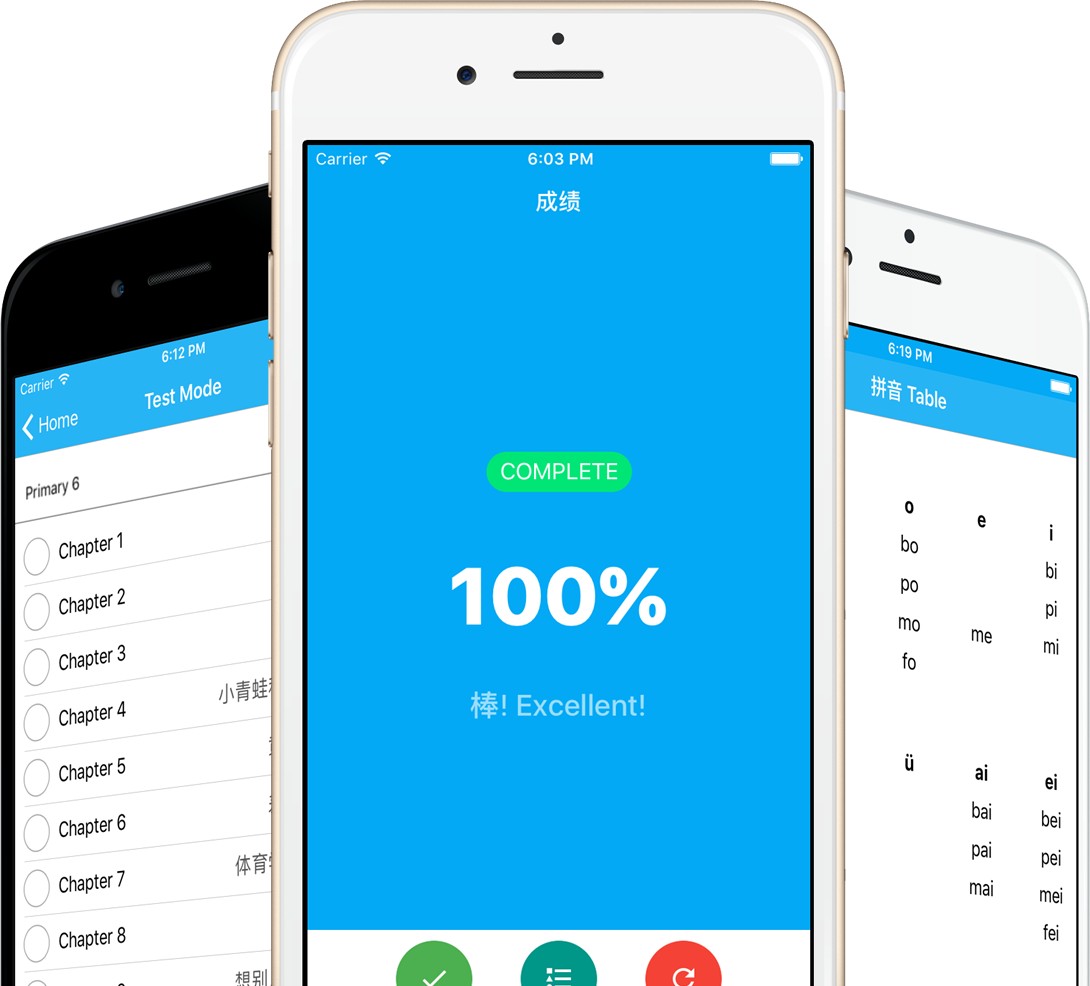 Carrier
6:12 PM
Home
Test Mode
Primary 6
Chapter 1
Chapter 2
Chapter 3
小青蛙
Chapter 4
Chapter 5
Chapter 6
Chapter 7
体育
Chapter 8
想别
Carrier
6:03 PM
成绩
COMPLETE
100%
棒! Excellent!
6:19 PM
拼音 Table
o e i
bo bi
po pi
mo me mi
fo
ü ai ei
bai bei
pai pei
mai mei
fei